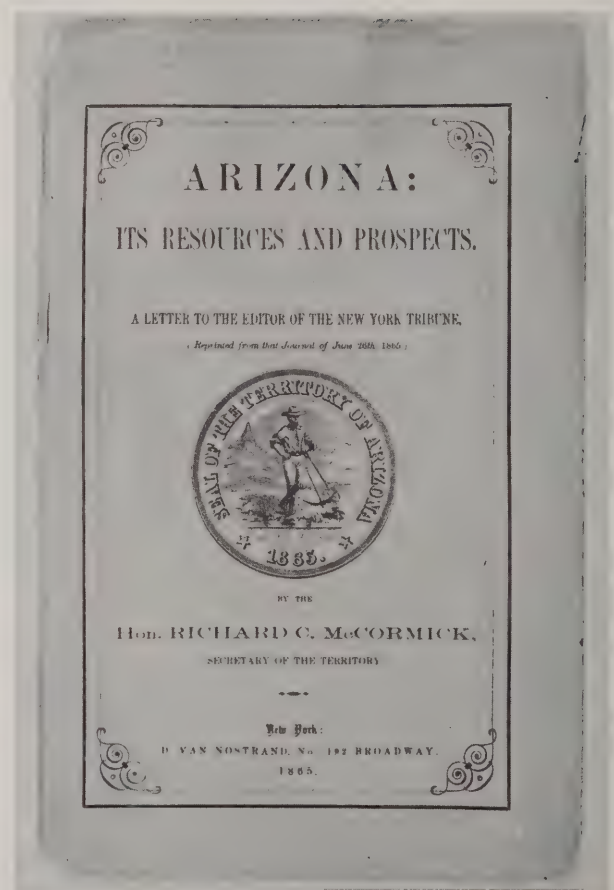 ARIZONA:
ITS RESOURCES AND PROSPECTS.
A LETTER TO THE EDITOR OF THE NEW YORK TRIBUNE,
(Reprinted from that Journal of June 26th 1865)
SEAL OF THE TERRITORY OF ARIZONA
1863.
BY THE
Hon. RICHARD C. McCORMICK,
SECRETARY OF THE TERRITORY
New York:
D. VAN NOSTRAND, No. 192 BROADWAY.
1865.